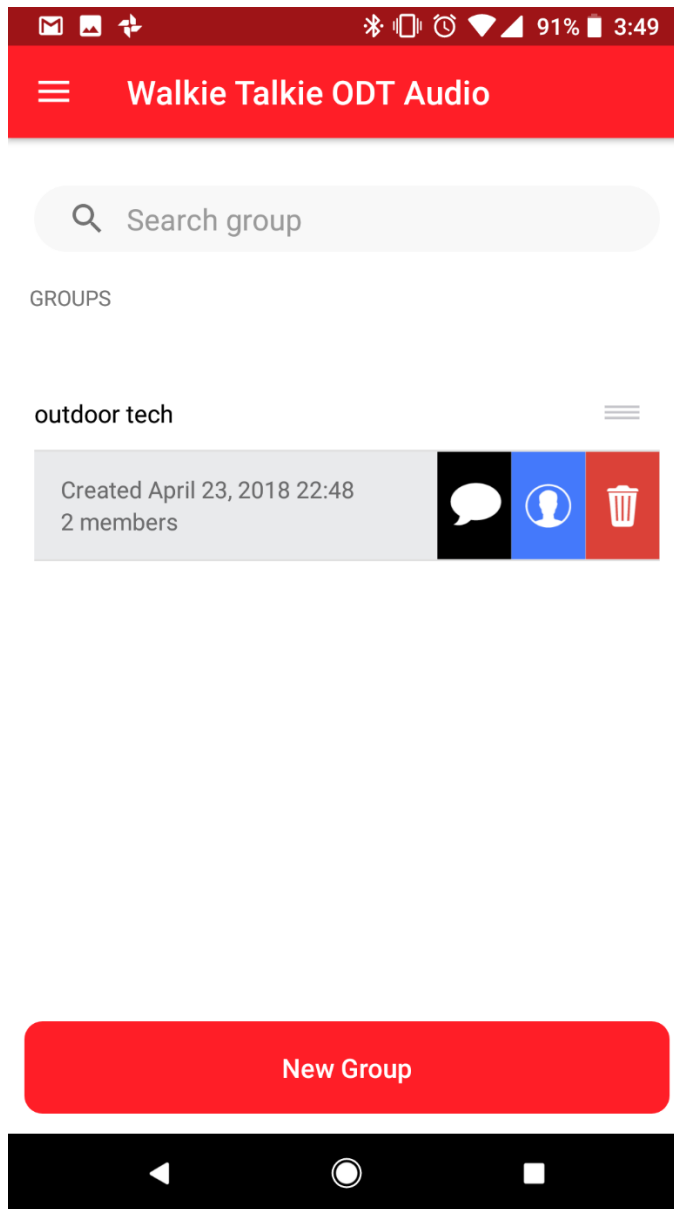 91% 3:49
Walkie Talkie ODT Audio
Search group
GROUPS
outdoor tech
Created April 23, 2018 22:48
2 members
New Group